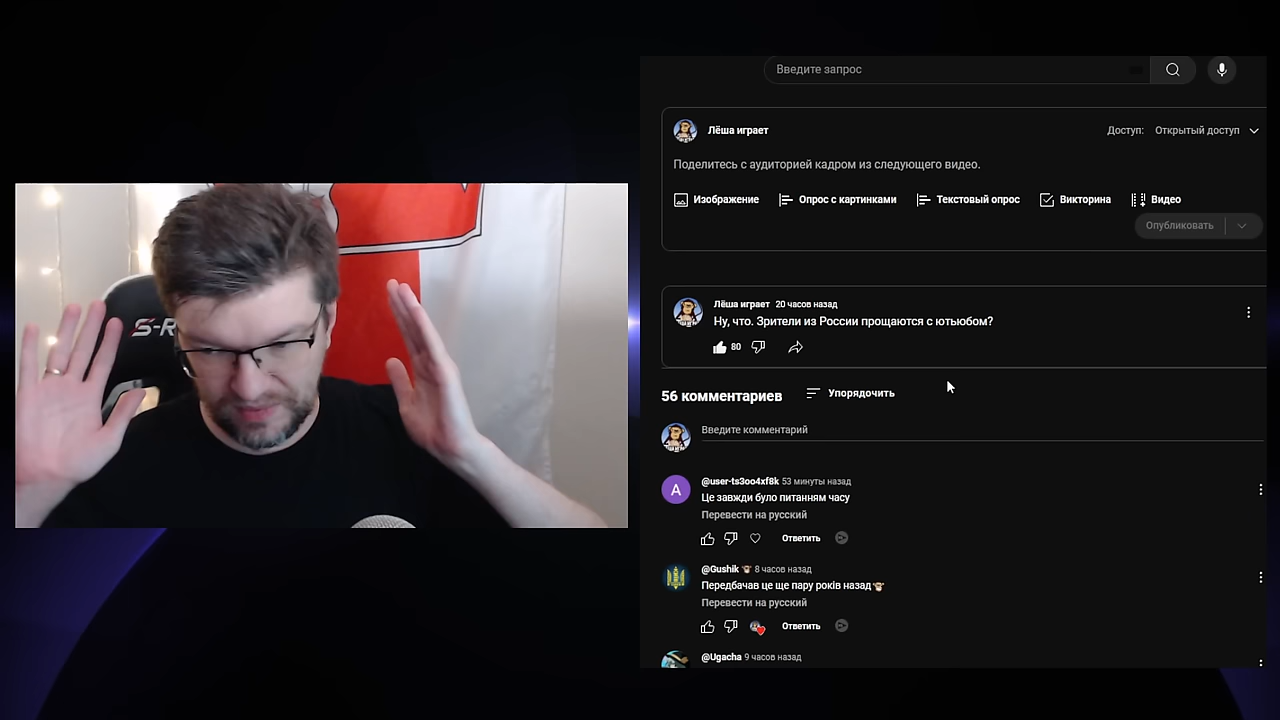 Введите запрос
Лёша играет
Доступ: Открытый доступ
Поделитесь с аудиторией кадром из следующего видео.
Изображение Опрос с картинками Текстовый опрос Викторина Видео
Опубликовать
Лёша играет 20 часов назад
Ну, что. Зрители из России прощаются с ютьюбом?
80
56 комментариев Упорядочить
Введите комментарий
A
@user-ts3oo4xf8k 53 минуты назад
Це завжди було питанням часу
Перевести на русский
Ответить
@Gushik 8 часов назад
Передбачав це ще пару років назад
Перевести на русский
Ответить
@Ugacha 9 часов назад